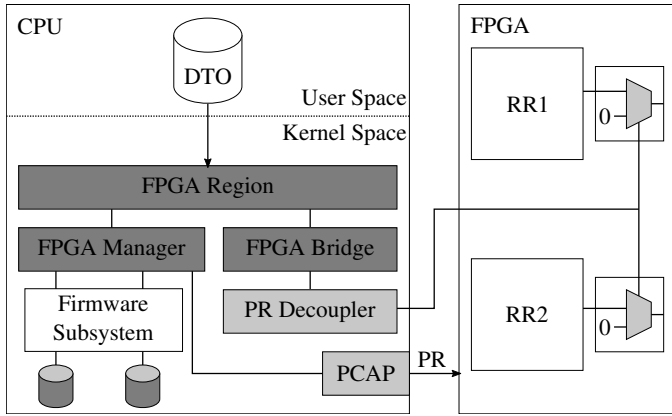 CPU
DTO
User Space
Kernel Space
FPGA Region
FPGA Manager
FPGA Bridge
Firmware
Subsystem
PR Decoupler
PCAP
PR
FPGA
RR1
0
RR2
0